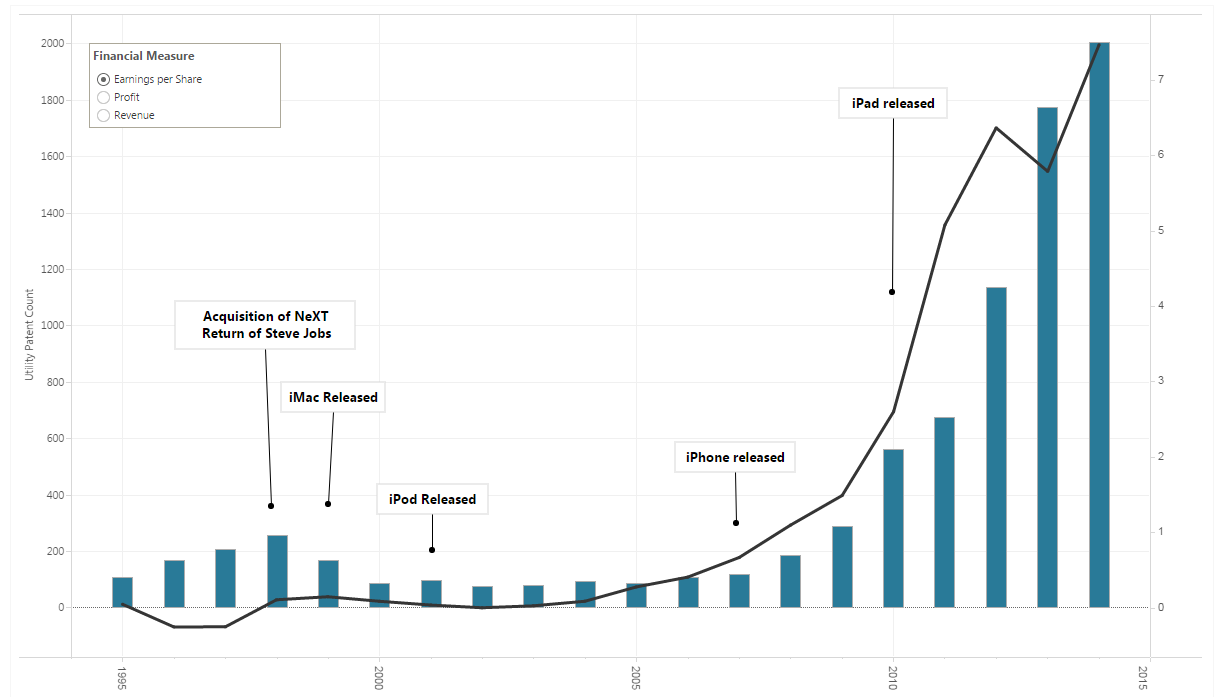 Financial Measure
Earnings per Share
Profit
Revenue
iPad released
Acquisition of NeXT
Return of Steve Jobs
iMac Released
iPod Released
iPhone released
Utility Patent Count
2000
1800
1600
1400
1200
1000
800
600
400
200
0
7
6
5
4
3
2
1
0
1995
2000
2005
2010
2015